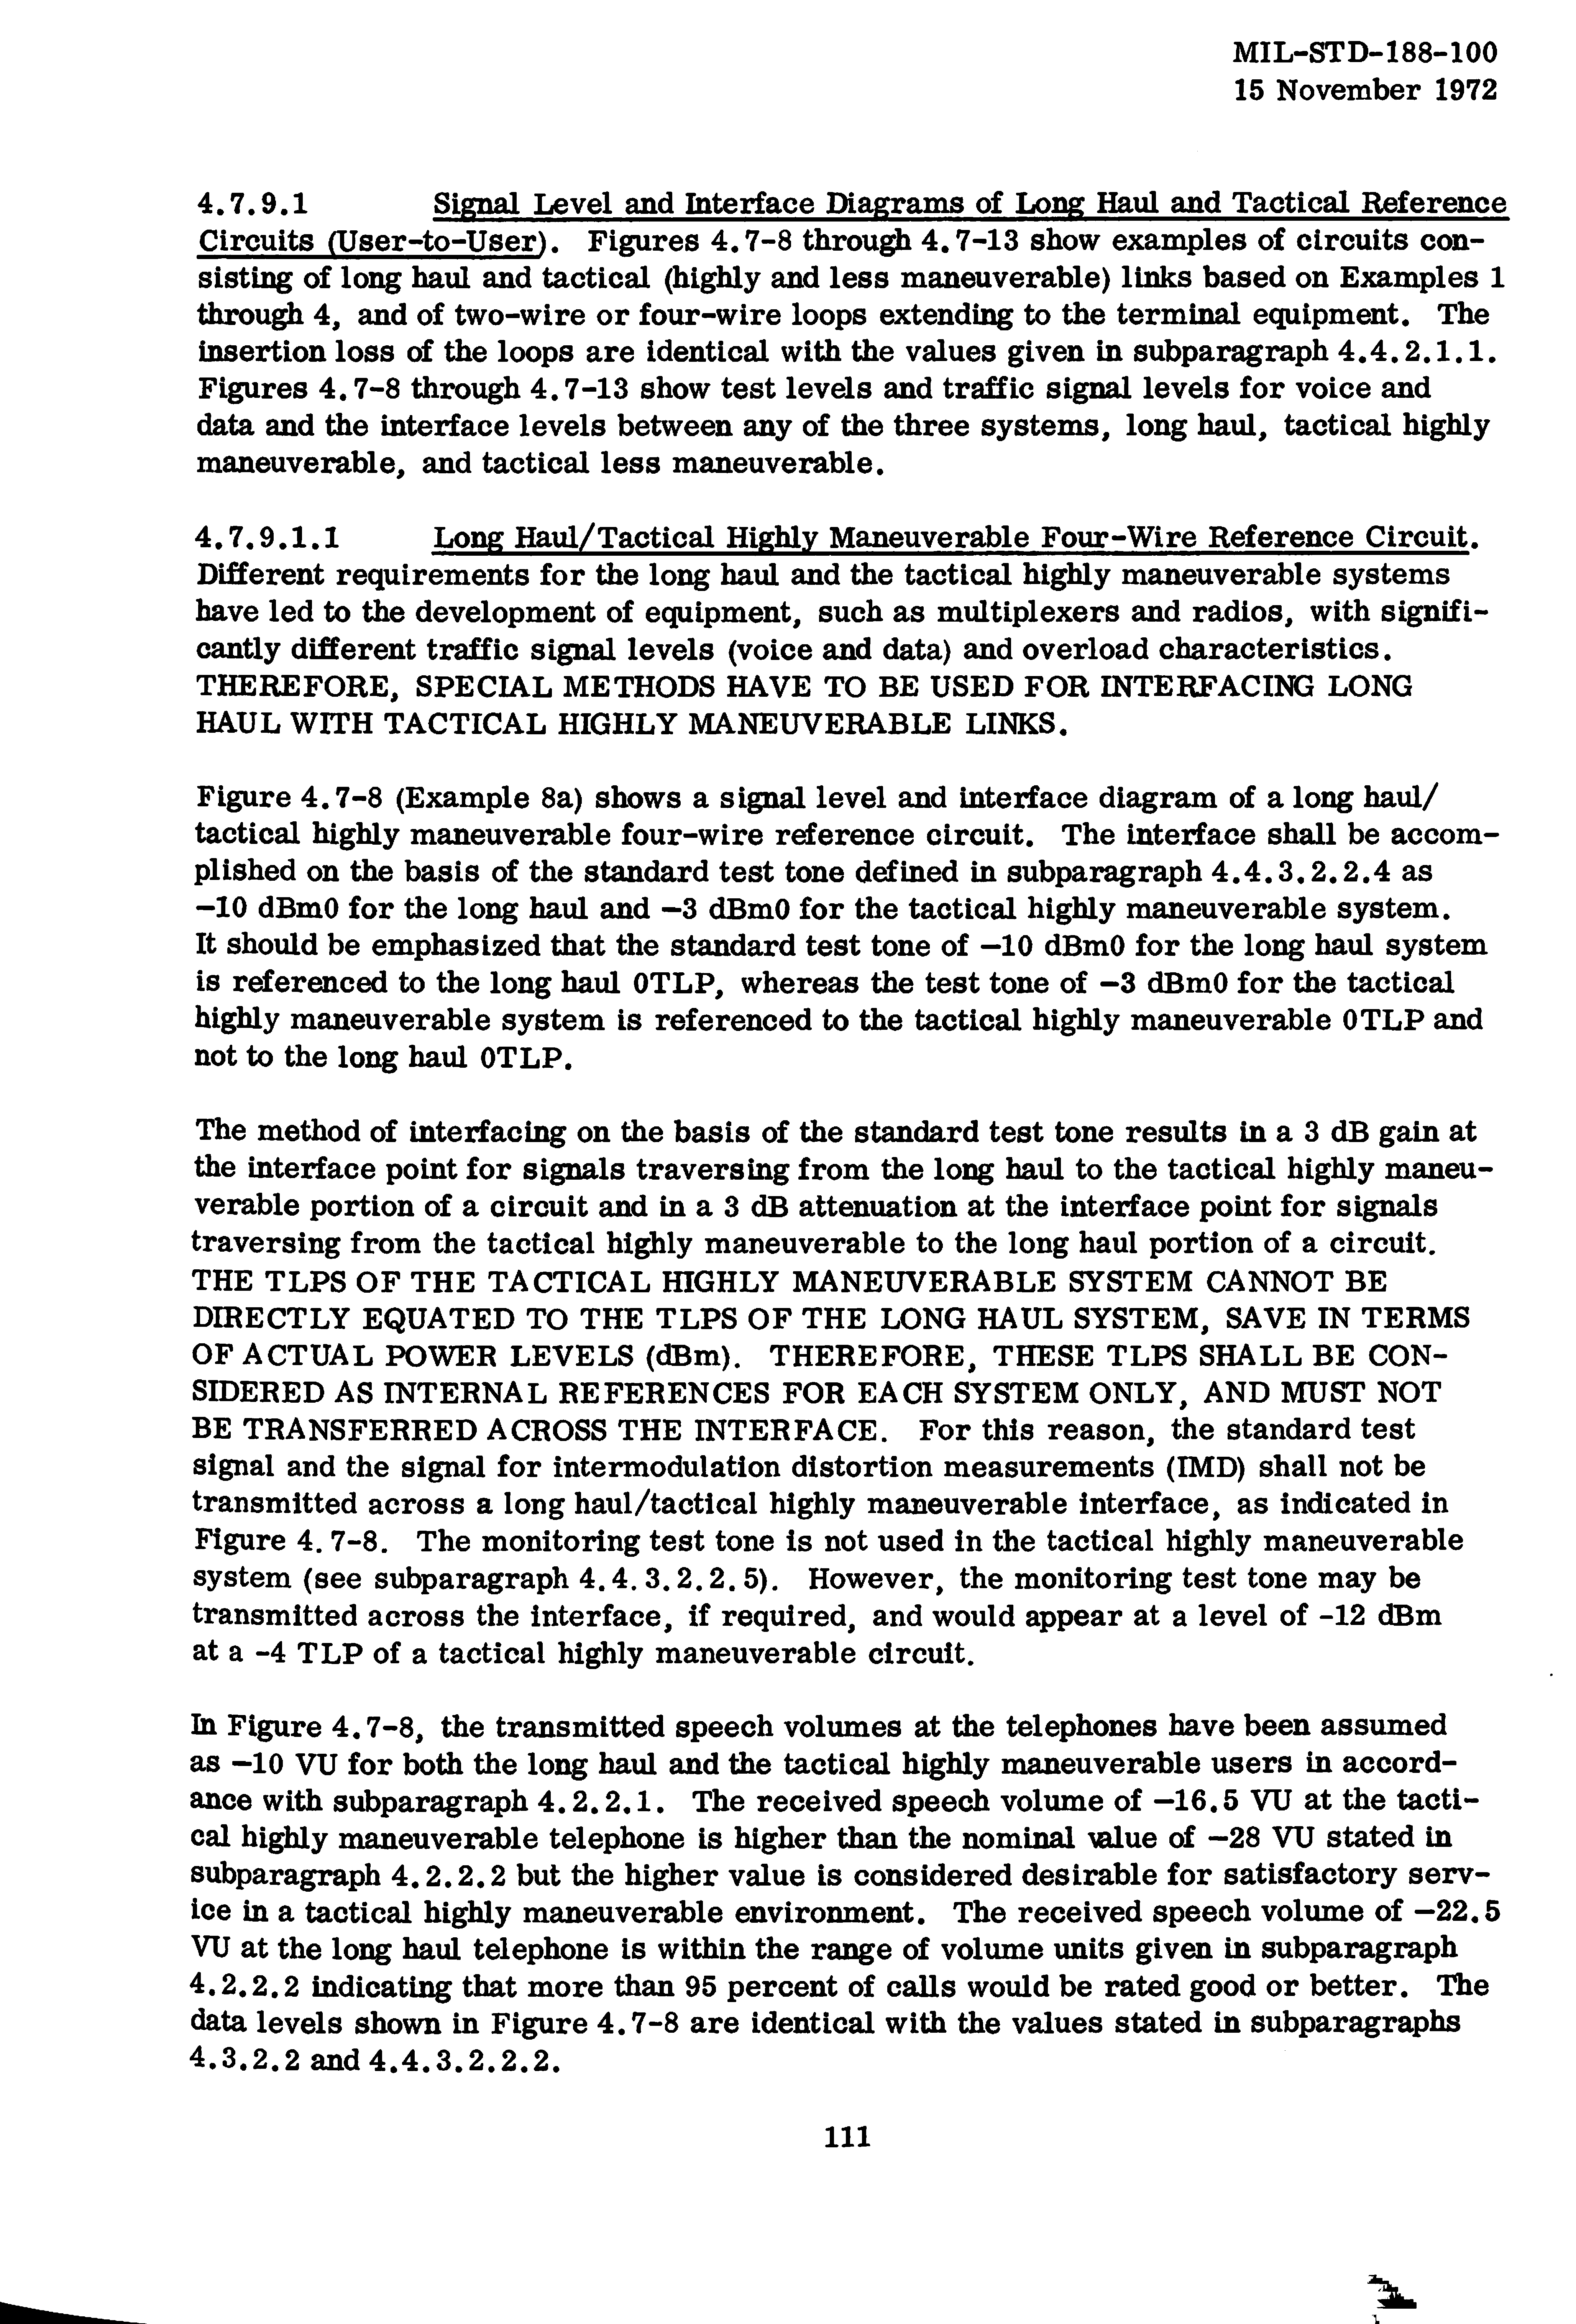 MIL-STD-188-100
15 November 1972
4.7.9.1 Signal Level and Interface Diagrams of Long Haul and Tactical Reference
Circuits (User-to-User). Figures 4.7-8 through 4.7-13 show examples of circuits con-
sisting of long haul and tactical (highly and less maneuverable) links based on Examples 1
through 4, and of two-wire or four-wire loops extending to the terminal equipment. The
insertion loss of the loops are identical with the values given in subparagraph 4.4.2.1.1.
Figures 4.7-8 through 4.7-13 show test levels and traffic signal levels for voice and
data and the interface levels between any of the three systems, long haul, tactical highly
maneuverable, and tactical less maneuverable.
4.7.9.1.1 Long Haul/Tactical Highly Maneuverable Four-Wire Reference Circuit.
Different requirements for the long haul and the tactical highly maneuverable systems
have led to the development of equipment, such as multiplexers and radios, with signifi-
cantly different traffic signal levels (voice and data) and overload characteristics.
THEREFORE, SPECIAL METHODS HAVE TO BE USED FOR INTERFACING LONG
HAUL WITH TACTICAL HIGHLY MANEUVERABLE LINKS.
Figure 4.7-8 (Example 8a) shows a signal level and interface diagram of a long haul/
tactical highly maneuverable four-wire reference circuit. The interface shall be accom-
plished on the basis of the standard test tone defined in subparagraph 4.4.3.2.2.4 as
−10 dBm0 for the long haul and −3 dBm0 for the tactical highly maneuverable system.
It should be emphasized that the standard test tone of −10 dBm0 for the long haul system
is referenced to the long haul 0TLP, whereas the test tone of −3 dBm0 for the tactical
highly maneuverable system is referenced to the tactical highly maneuverable 0TLP and
not to the long haul 0TLP.
The method of interfacing on the basis of the standard test tone results in a 3 dB gain at
the interface point for signals traversing from the long haul to the tactical highly maneu-
verable portion of a circuit and in a 3 dB attenuation at the interface point for signals
traversing from the tactical highly maneuverable to the long haul portion of a circuit.
THE TLPS OF THE TACTICAL HIGHLY MANEUVERABLE SYSTEM CANNOT BE
DIRECTLY EQUATED TO THE TLPS OF THE LONG HAUL SYSTEM, SAVE IN TERMS
OF ACTUAL POWER LEVELS (dBm). THEREFORE, THESE TLPS SHALL BE CON-
SIDERED AS INTERNAL REFERENCES FOR EACH SYSTEM ONLY, AND MUST NOT
BE TRANSFERRED ACROSS THE INTERFACE. For this reason, the standard test
signal and the signal for intermodulation distortion measurements (IMD) shall not be
transmitted across a long haul/tactical highly maneuverable interface, as indicated in
Figure 4.7-8. The monitoring test tone is not used in the tactical highly maneuverable
system (see subparagraph 4.4.3.2.2.5). However, the monitoring test tone may be
transmitted across the interface, if required, and would appear at a level of -12 dBm
at a -4 TLP of a tactical highly maneuverable circuit.
In Figure 4.7-8, the transmitted speech volumes at the telephones have been assumed
as −10 VU for both the long haul and the tactical highly maneuverable users in accord-
ance with subparagraph 4.2.2.1. The received speech volume of −16.5 VU at the tacti-
cal highly maneuverable telephone is higher than the nominal value of −28 VU stated in
subparagraph 4.2.2.2 but the higher value is considered desirable for satisfactory serv-
ice in a tactical highly maneuverable environment. The received speech volume of −22.5
VU at the long haul telephone is within the range of volume units given in subparagraph
4.2.2.2 indicating that more than 95 percent of calls would be rated good or better. The
data levels shown in Figure 4.7-8 are identical with the values stated in subparagraphs
4.3.2.2 and 4.4.3.2.2.2.
111